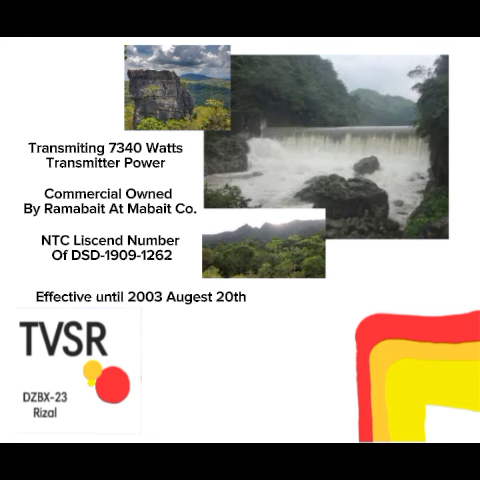 Transmiting 7340 Watts
Transmitter Power
Commercial Owned
By Ramabait At Mabait Co.
NTC Liscend Number
Of DSD-1909-1262
Effective until 2003 Augest 20th
TVSR
DZBX-23
Rizal